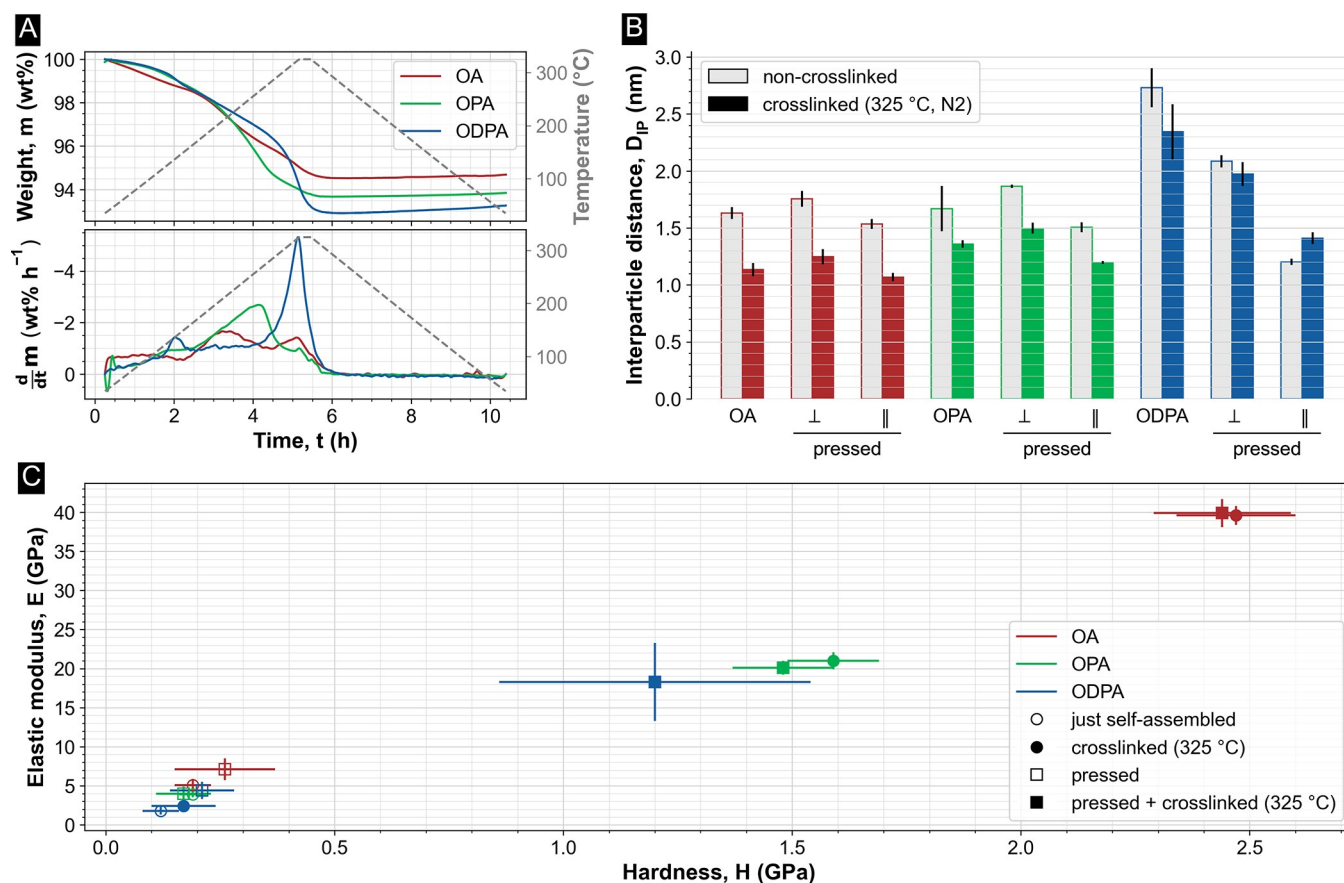 A
Weight, m (wt%)
100
98
96
94
OA
OPA
ODPA
300
200
100
Temperature (°C)
d/dt m (wt% h⁻¹)
−4
−2
0
300
200
100
0 2 4 6 8 10
Time, t (h)
B
Interparticle distance, D_IP (nm)
3.0
2.5
2.0
1.5
1.0
0.5
0.0
non-crosslinked
crosslinked (325 °C, N2)
OA ⊥ ∥ OPA ⊥ ∥ ODPA ⊥ ∥
pressed pressed pressed
C
Elastic modulus, E (GPa)
40
35
30
25
20
15
10
5
0
OA
OPA
ODPA
just self-assembled
crosslinked (325 °C)
pressed
pressed + crosslinked (325 °C)
0.0 0.5 1.0 1.5 2.0 2.5
Hardness, H (GPa)